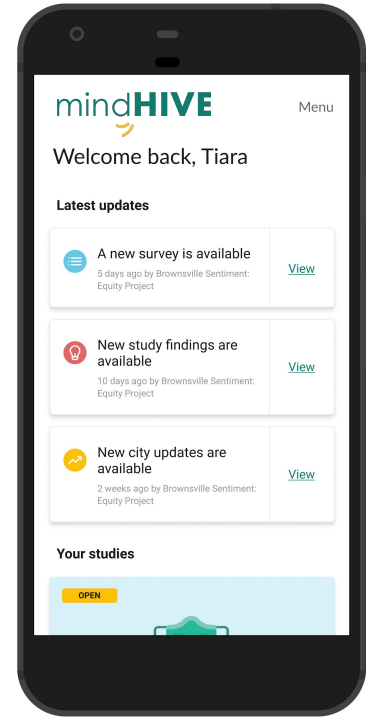 mindHIVE
Menu
Welcome back, Tiara
Latest updates
A new survey is available
5 days ago by Brownsville Sentiment:
Equity Project
View
New study findings are
available
10 days ago by Brownsville Sentiment:
Equity Project
View
New city updates are
available
2 weeks ago by Brownsville Sentiment:
Equity Project
View
Your studies
OPEN